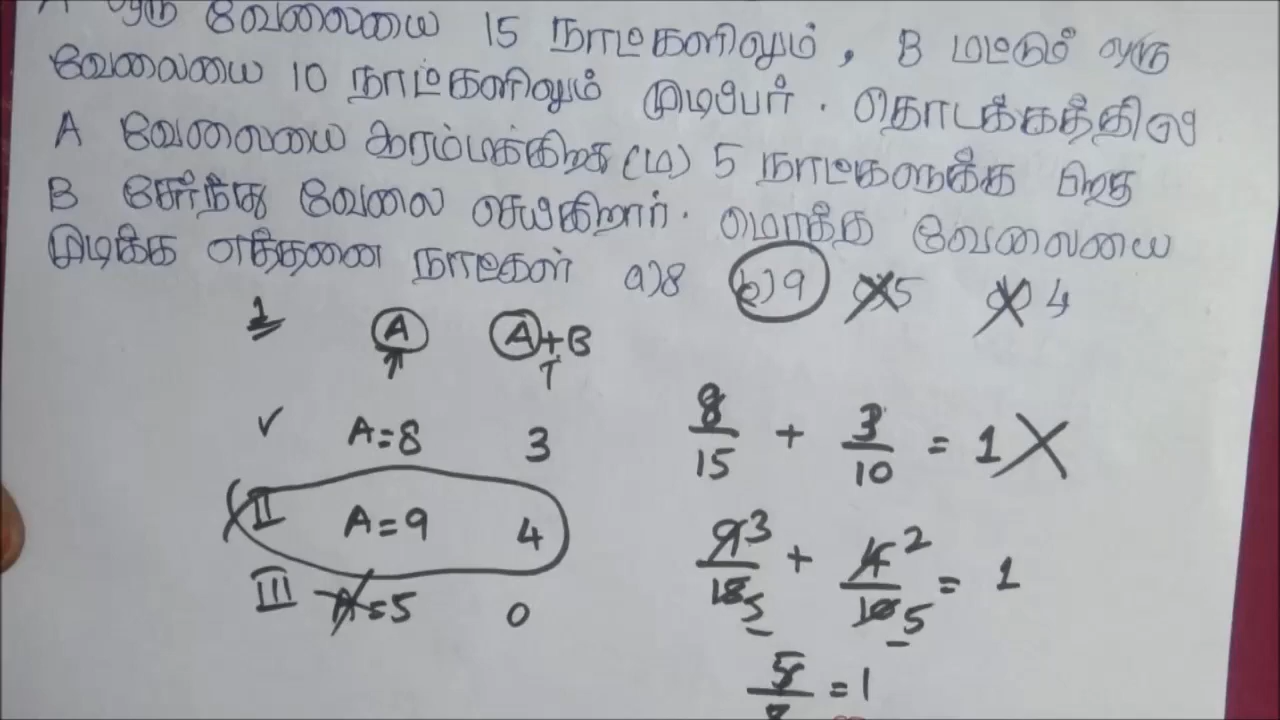 A ஒரு வேலையை 15 நாட்களிலும், B மட்டும் ஒரு
வேலையை 10 நாட்களிலும் முடிப்பர். தொடக்கத்தில்
A வேலையை ஆரம்பக்கிறா (ம) 5 நாட்களுக்கு பிறகு
B சேர்ந்து வேலை செய்கிறார். மொத்த வேலையை
முடிக்க எத்தனை நாட்கள் a)8 b)9 c)5 d) 4
1 A A+B
A=8 3 8/15 + 3/10 = 1
II A=9 4 9/15 3/5 + 4/10 2/5 = 1
III A=5 0
5/5 = 1